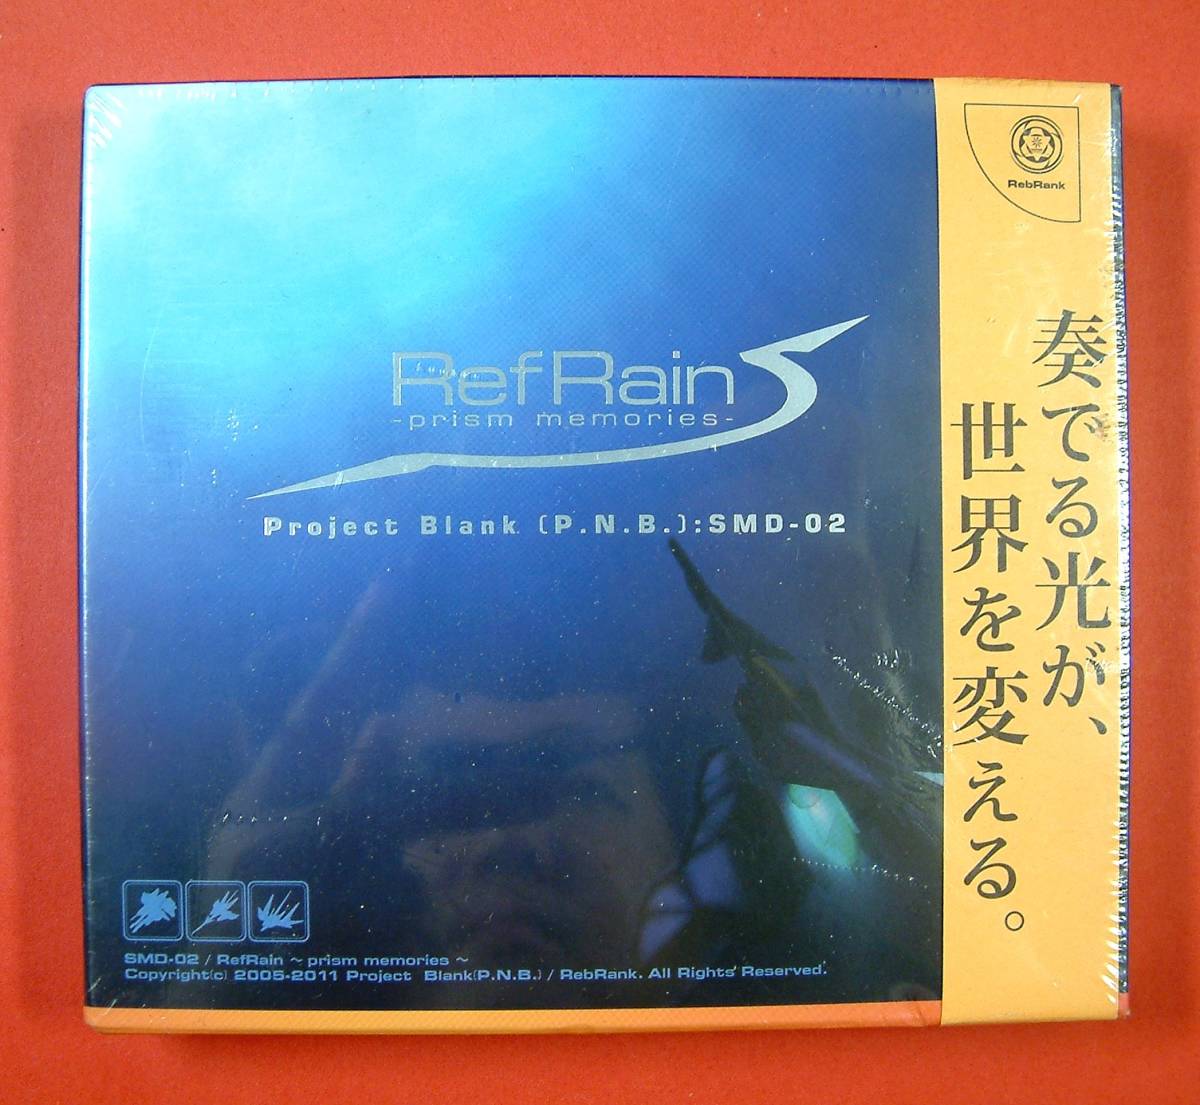 RefRain
-prism memories-
Project Blank (P.N.B.):SMD-02
SMD-02 / RefRain ~ prism memories ~
Copyright(c) 2005-2011 Project Blank(P.N.B.) / RebRank. All Rights Reserved.
RebRank
奏でる光が、
世界を変える。